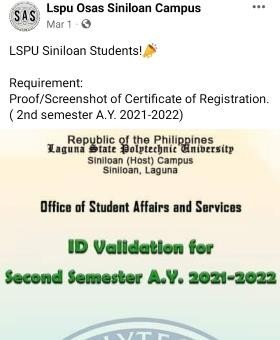 SAS
Lspu Osas Siniloan Campus
Mar 1
LSPU Siniloan Students!
Requirement:
Proof/Screenshot of Certificate of Registration.
( 2nd semester A.Y. 2021-2022)
Republic of the Philippines
Laguna State Polytechnic University
Siniloan (Host) Campus
Siniloan, Laguna
Office of Student Affairs and Services
ID Validation for
Second Semester A.Y. 2021-2022